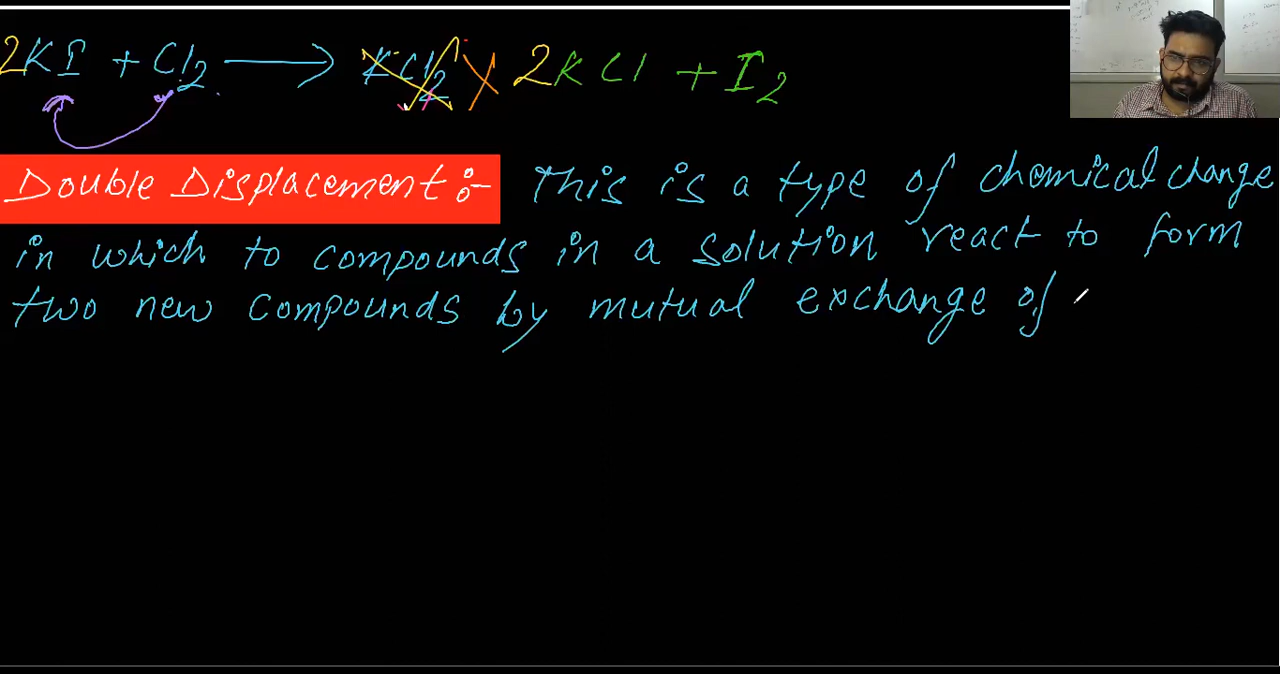 2KI + Cl2 → KCl2 X 2KCl + I2
Double Displacement :- This is a type of chemical change
in which to compounds in a solution react to form
two new compounds by mutual exchange of